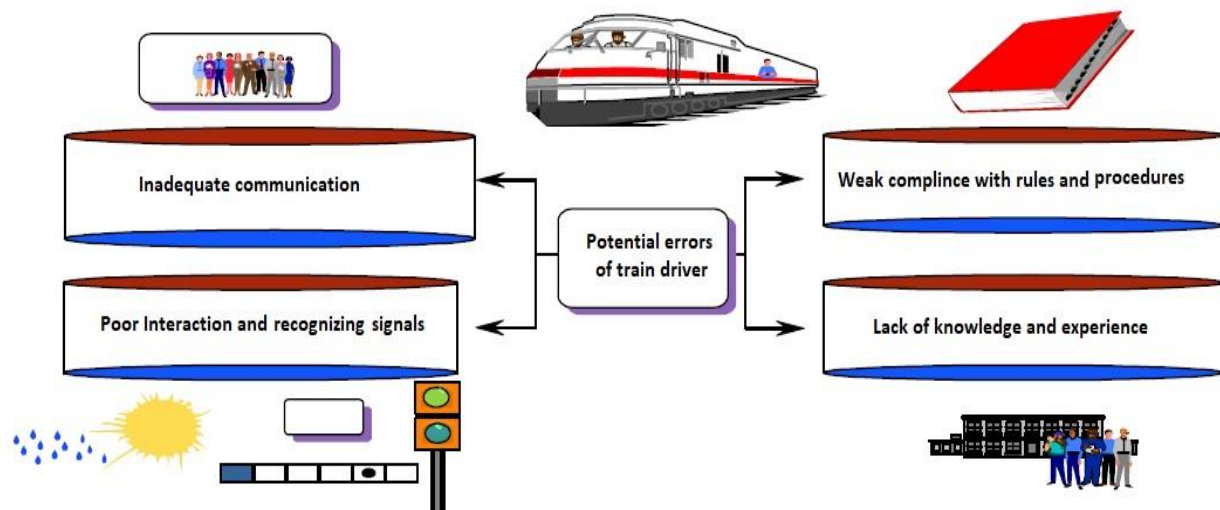 Inadequate communication
Weak complince with rules and procedures
Potential errors
of train driver
Poor Interaction and recognizing signals
Lack of knowledge and experience